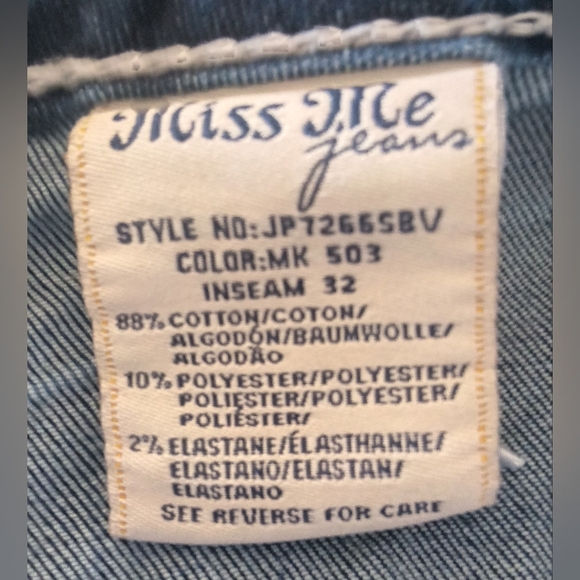 Miss Me
jeans
STYLE NO:JP7266SBV
COLOR:MK 503
INSEAM 32
88% COTTON/COTON/
ALGODÓN/BAUMWOLLE/
ALGODÃO
10% POLYESTER/POLYESTER/
POLIÉSTER/POLYESTER/
POLIÉSTER/
2% ELASTANE/ÉLASTHANNE/
ELASTANO/ELASTAN/
ELASTANO
SEE REVERSE FOR CARE